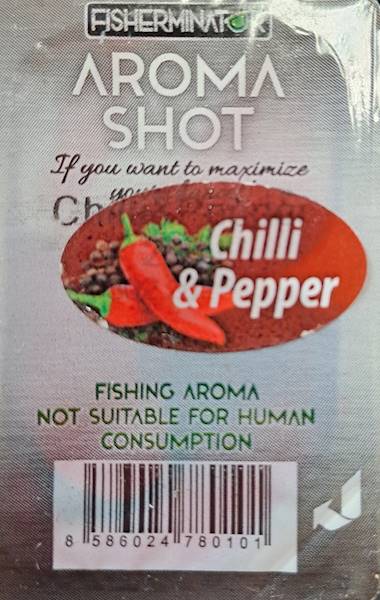 FISHERMINATOR
AROMA
SHOT
If you want to maximize
Ch
Chilli
& Pepper
FISHING AROMA
NOT SUITABLE FOR HUMAN
CONSUMPTION
8 586024 780101